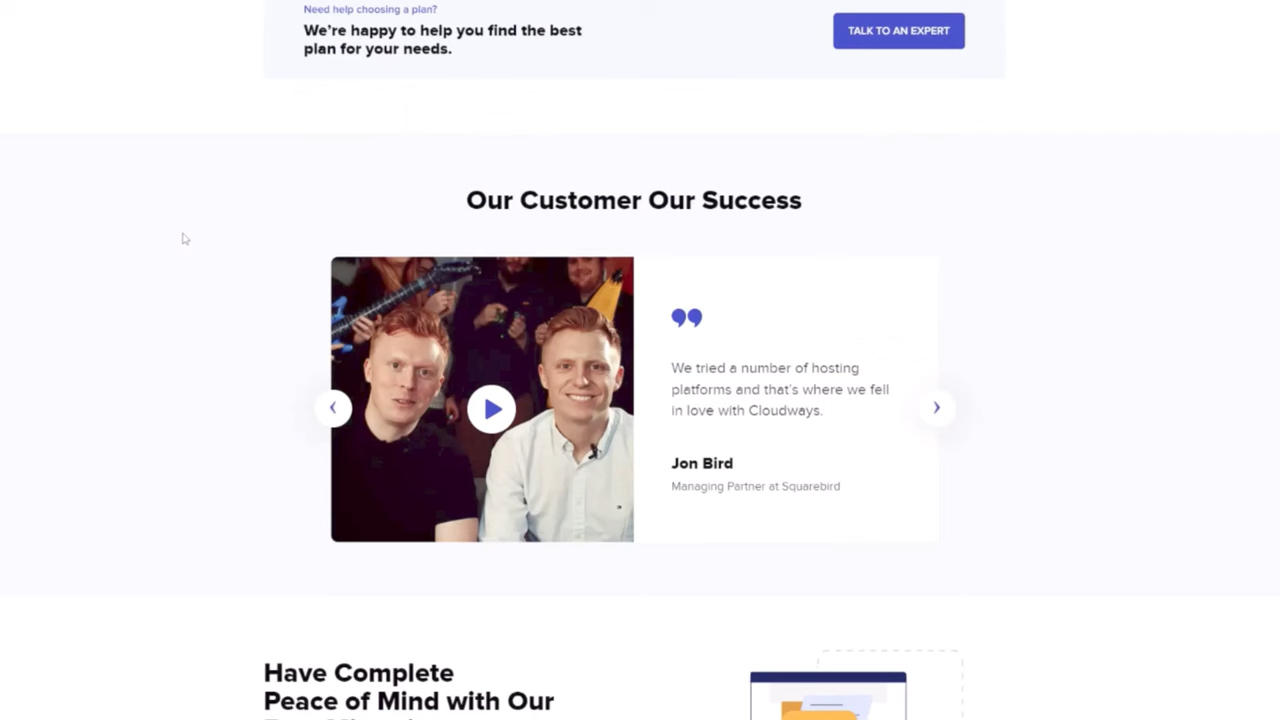 Need help choosing a plan?
We're happy to help you find the best
plan for your needs.
TALK TO AN EXPERT
Our Customer Our Success
We tried a number of hosting
platforms and that's where we fell
in love with Cloudways.
Jon Bird
Managing Partner at Squarebird
Have Complete
Peace of Mind with Our